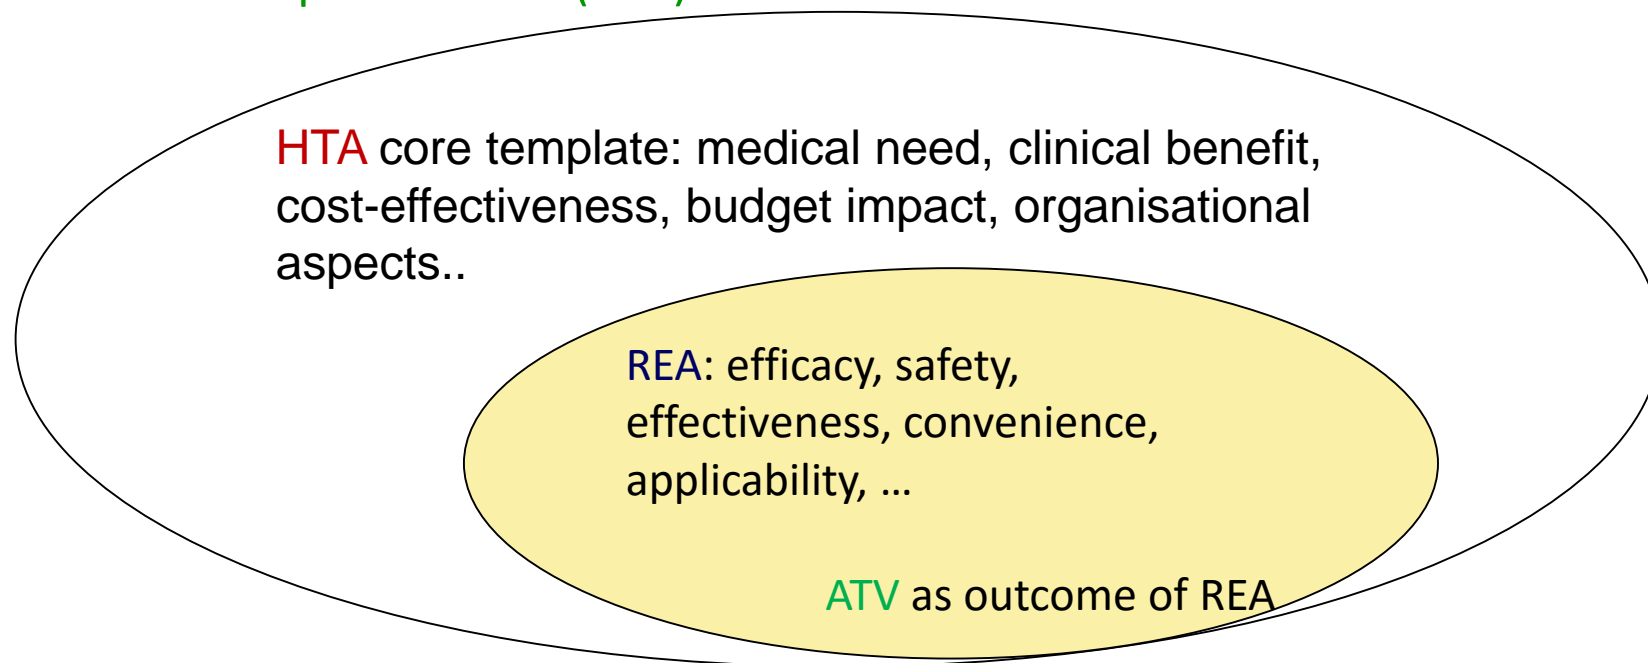 HTA core template: medical need, clinical benefit,
cost-effectiveness, budget impact, organisational
aspects..
REA: efficacy, safety,
effectiveness, convenience,
applicability, …
ATV as outcome of REA